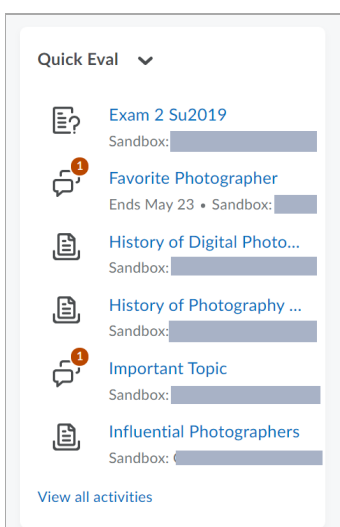 Quick Eval
Exam 2 Su2019
Sandbox:
1
Favorite Photographer
Ends May 23 • Sandbox:
History of Digital Photo...
Sandbox:
History of Photography ...
Sandbox:
1
Important Topic
Sandbox:
Influential Photographers
Sandbox:
View all activities